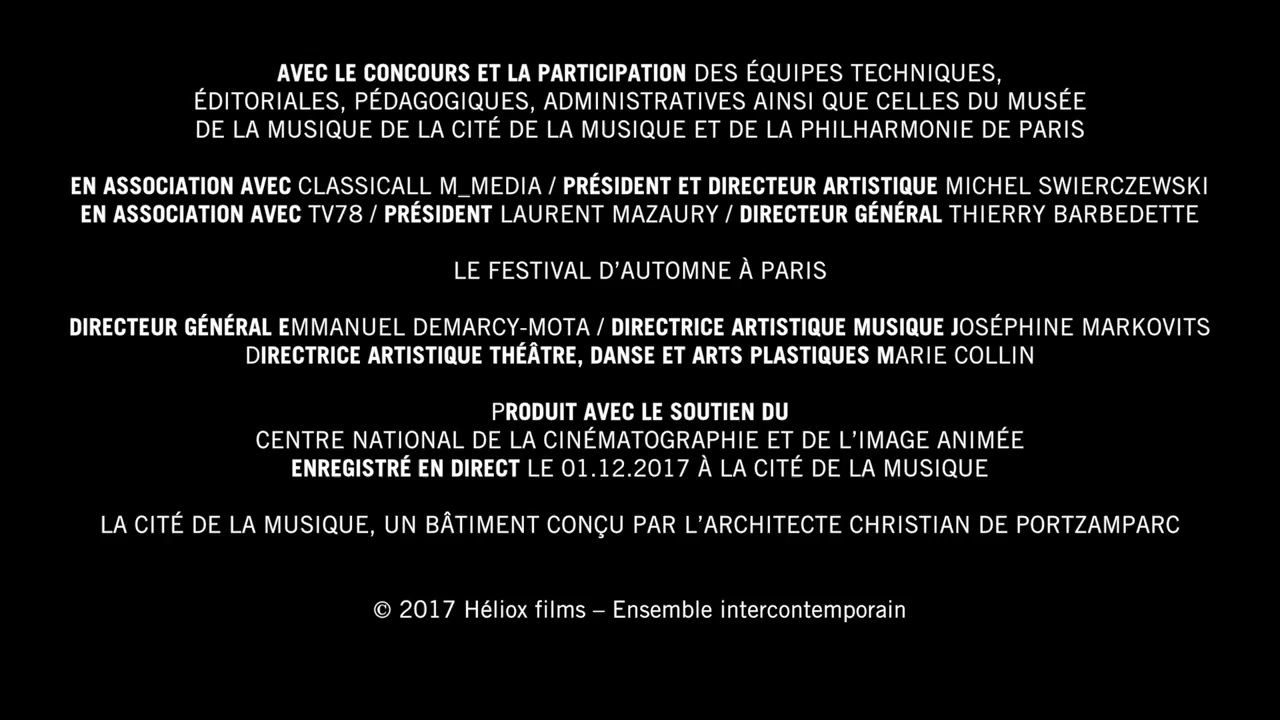 AVEC LE CONCOURS ET LA PARTICIPATION DES ÉQUIPES TECHNIQUES,
ÉDITORIALES, PÉDAGOGIQUES, ADMINISTRATIVES AINSI QUE CELLES DU MUSÉE
DE LA MUSIQUE DE LA CITÉ DE LA MUSIQUE ET DE LA PHILHARMONIE DE PARIS
EN ASSOCIATION AVEC CLASSICALL M_MEDIA / PRÉSIDENT ET DIRECTEUR ARTISTIQUE MICHEL SWIERCZEWSKI
EN ASSOCIATION AVEC TV78 / PRÉSIDENT LAURENT MAZAURY / DIRECTEUR GÉNÉRAL THIERRY BARBEDETTE
LE FESTIVAL D'AUTOMNE À PARIS
DIRECTEUR GÉNÉRAL EMMANUEL DEMARCY-MOTA / DIRECTRICE ARTISTIQUE MUSIQUE JOSÉPHINE MARKOVITS
DIRECTRICE ARTISTIQUE THÉÂTRE, DANSE ET ARTS PLASTIQUES MARIE COLLIN
PRODUIT AVEC LE SOUTIEN DU
CENTRE NATIONAL DE LA CINÉMATOGRAPHIE ET DE L'IMAGE ANIMÉE
ENREGISTRÉ EN DIRECT LE 01.12.2017 À LA CITÉ DE LA MUSIQUE
LA CITÉ DE LA MUSIQUE, UN BÂTIMENT CONÇU PAR L'ARCHITECTE CHRISTIAN DE PORTZAMPARC
© 2017 Héliox films – Ensemble intercontemporain